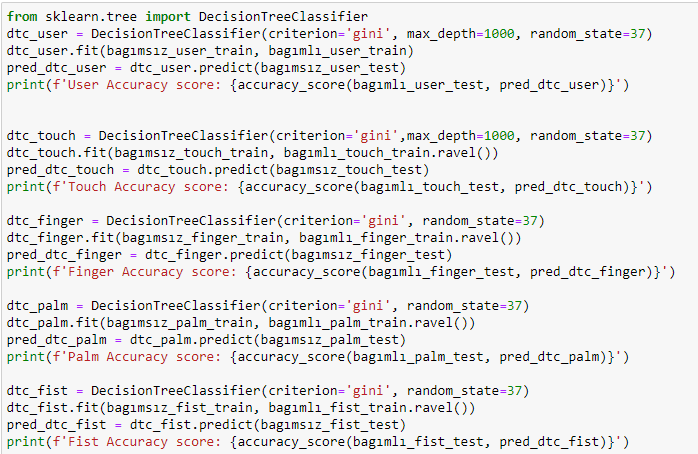 from sklearn.tree import DecisionTreeClassifier
dtc_user = DecisionTreeClassifier(criterion='gini', max_depth=1000, random_state=37)
dtc_user.fit(bagımsız_user_train, bagımlı_user_train)
pred_dtc_user = dtc_user.predict(bagımsız_user_test)
print(f'User Accuracy score: {accuracy_score(bagımlı_user_test, pred_dtc_user)}')
dtc_touch = DecisionTreeClassifier(criterion='gini',max_depth=1000, random_state=37)
dtc_touch.fit(bagımsız_touch_train, bagımlı_touch_train.ravel())
pred_dtc_touch = dtc_touch.predict(bagımsız_touch_test)
print(f'Touch Accuracy score: {accuracy_score(bagımlı_touch_test, pred_dtc_touch)}')
dtc_finger = DecisionTreeClassifier(criterion='gini', random_state=37)
dtc_finger.fit(bagımsız_finger_train, bagımlı_finger_train.ravel())
pred_dtc_finger = dtc_finger.predict(bagımsız_finger_test)
print(f'Finger Accuracy score: {accuracy_score(bagımlı_finger_test, pred_dtc_finger)}')
dtc_palm = DecisionTreeClassifier(criterion='gini', random_state=37)
dtc_palm.fit(bagımsız_palm_train, bagımlı_palm_train.ravel())
pred_dtc_palm = dtc_palm.predict(bagımsız_palm_test)
print(f'Palm Accuracy score: {accuracy_score(bagımlı_palm_test, pred_dtc_palm)}')
dtc_fist = DecisionTreeClassifier(criterion='gini', random_state=37)
dtc_fist.fit(bagımsız_fist_train, bagımlı_fist_train.ravel())
pred_dtc_fist = dtc_fist.predict(bagımsız_fist_test)
print(f'Fist Accuracy score: {accuracy_score(bagımlı_fist_test, pred_dtc_fist)}')